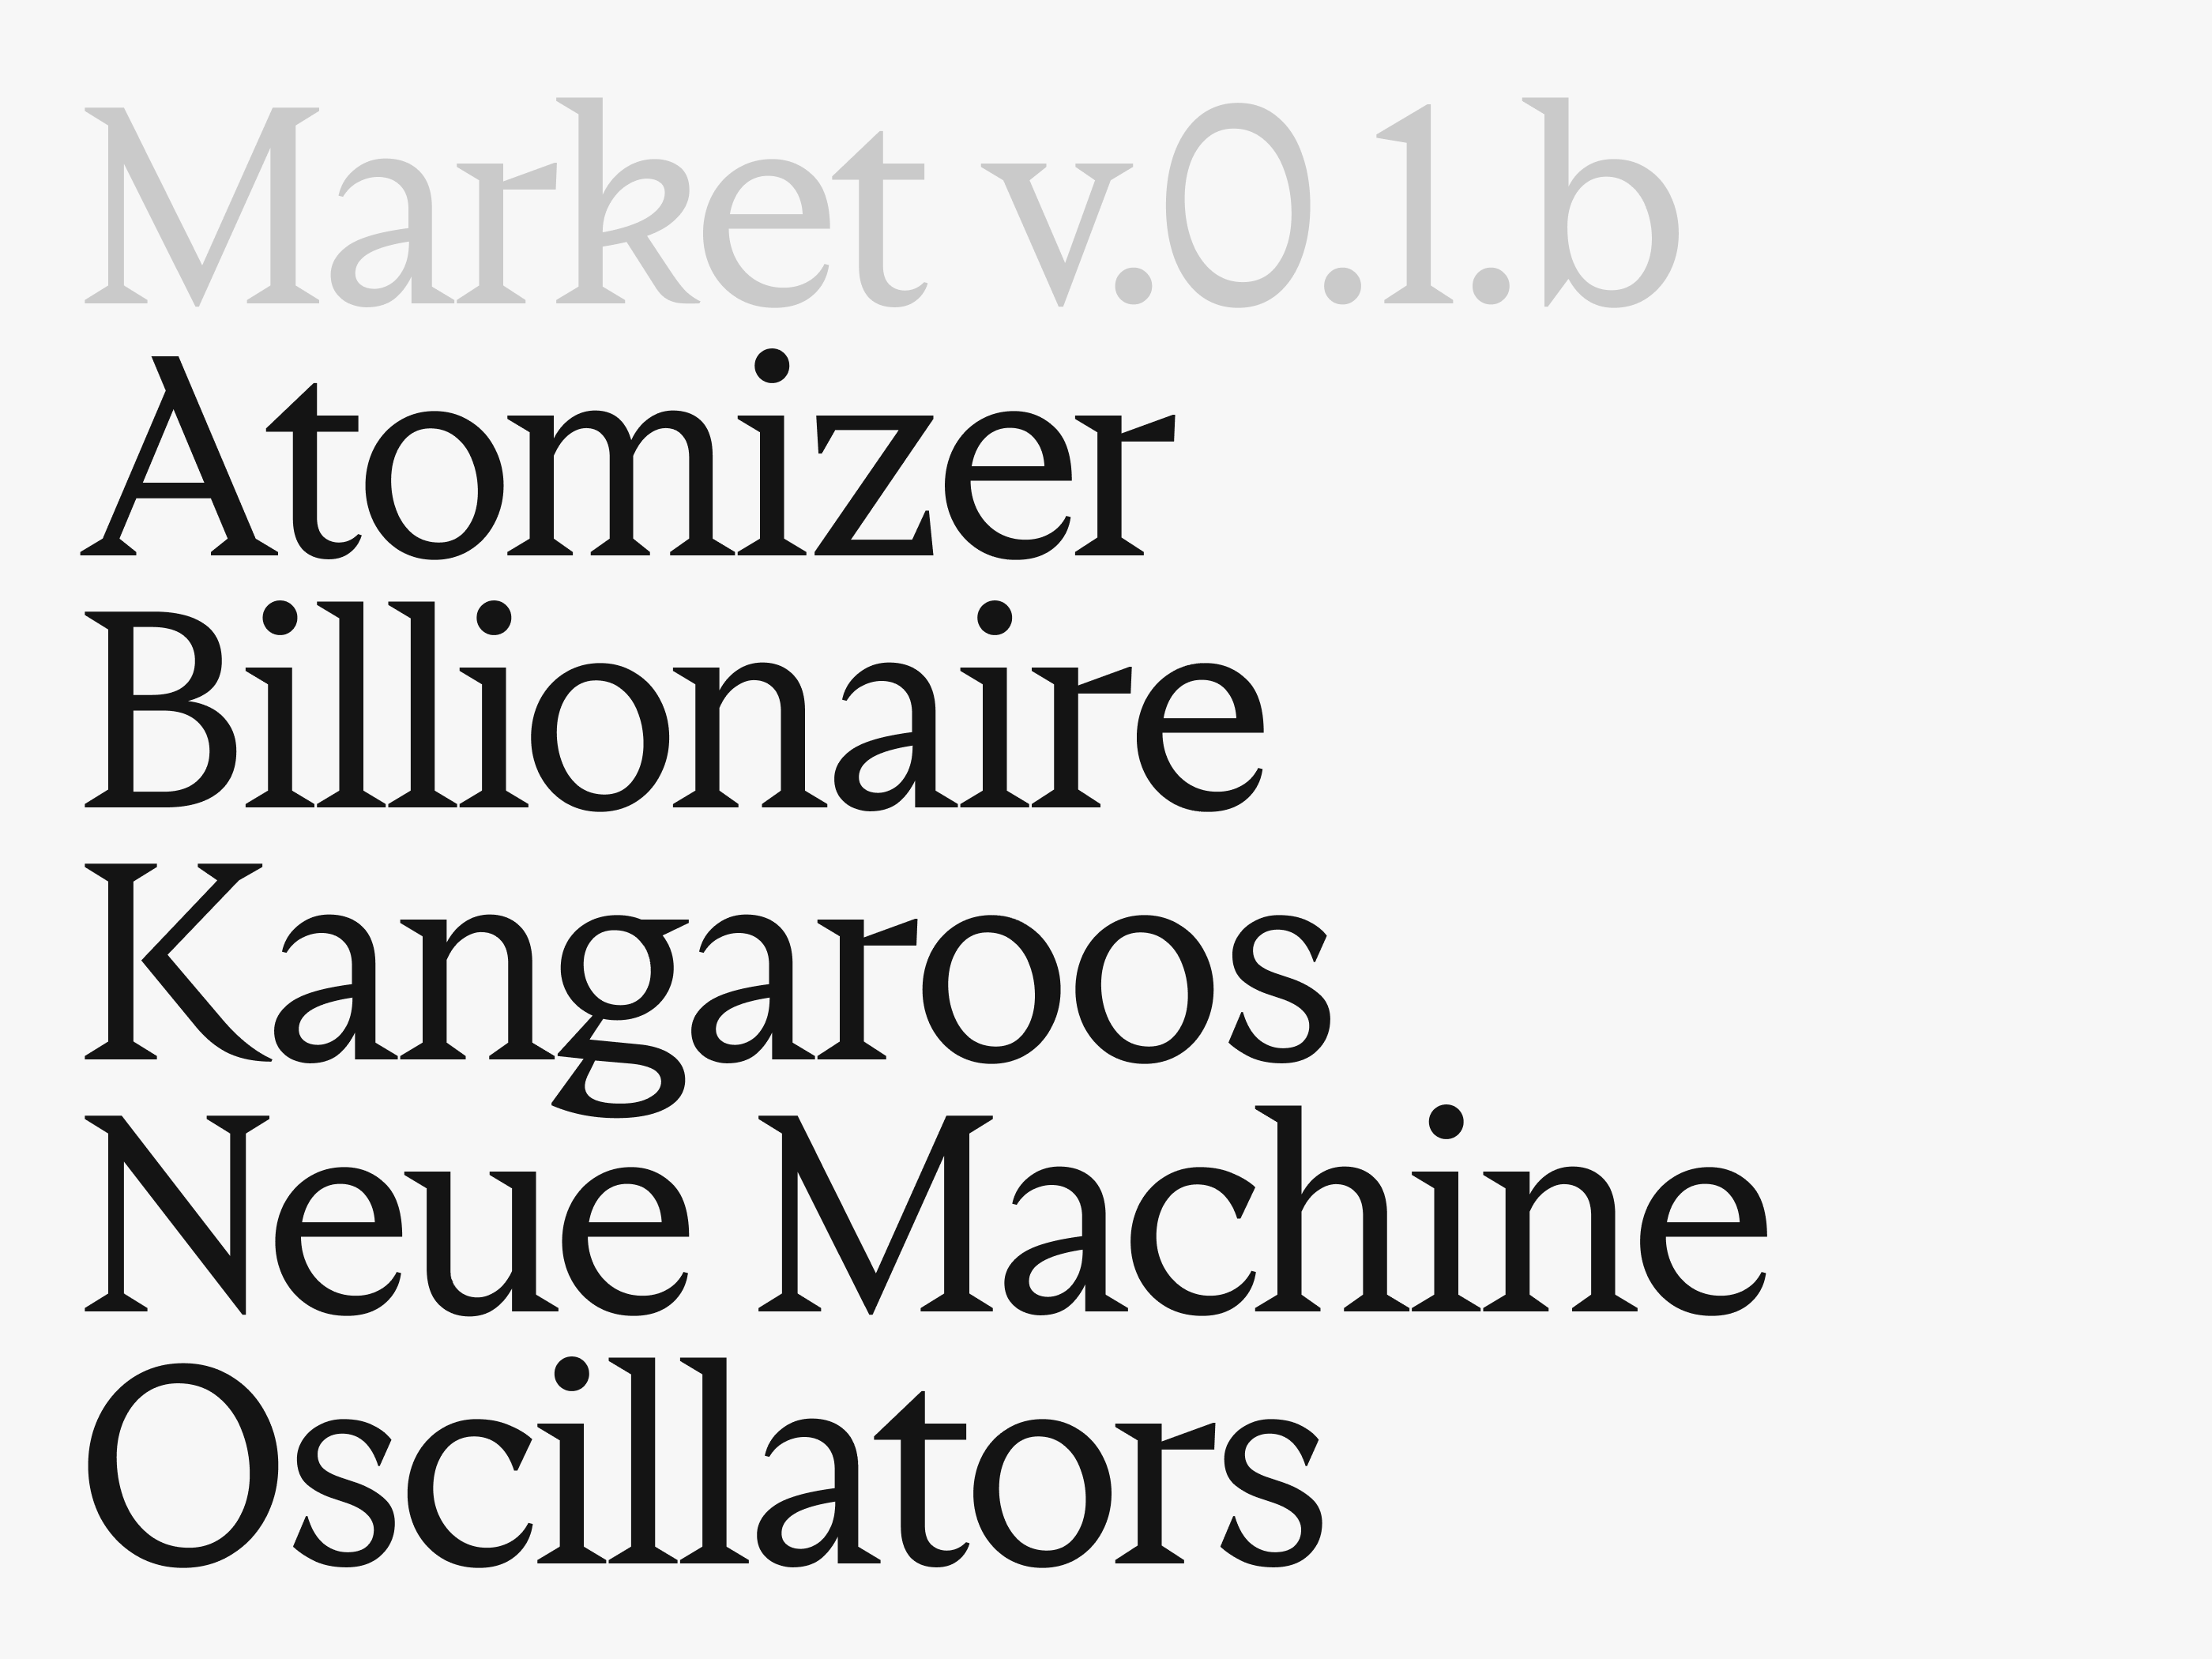 Market v.0.1.b
Atomizer
Billionaire
Kangaroos
Neue Machine
Oscillators